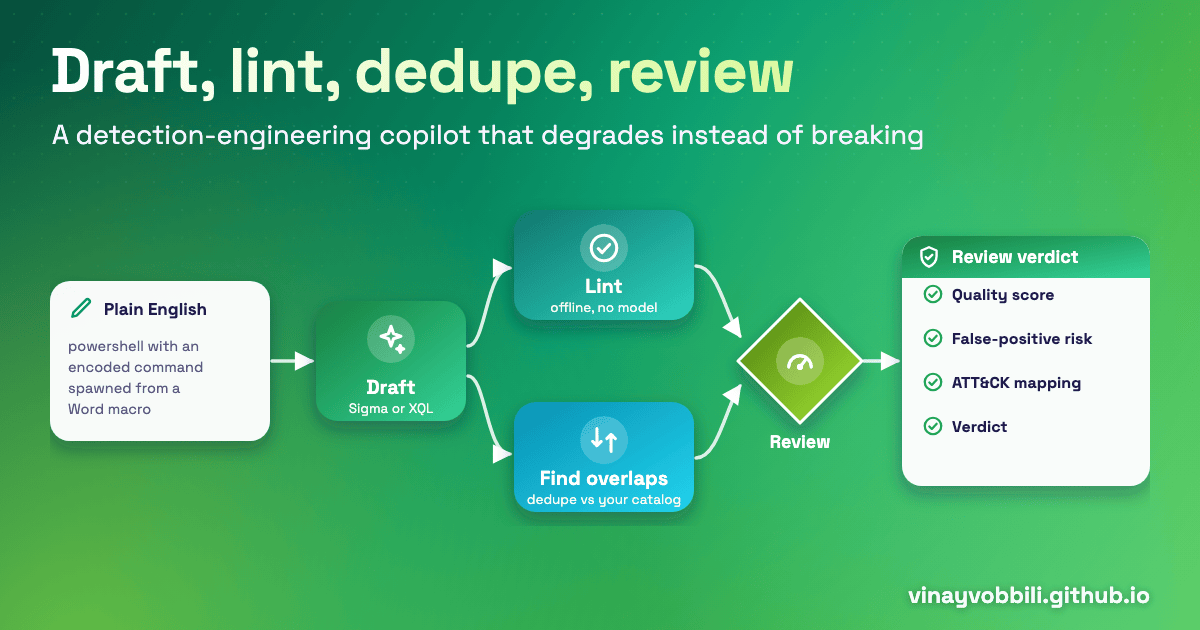 Draft, lint, dedupe, review
A detection-engineering copilot that degrades instead of breaking
Plain English
powershell with an
encoded command
spawned from a
Word macro
Draft
Sigma or XQL
Lint
offline, no model
Find overlaps
dedupe vs your catalog
Review
Review verdict
Quality score
False-positive risk
ATT&CK mapping
Verdict
vinayvobbili.github.io